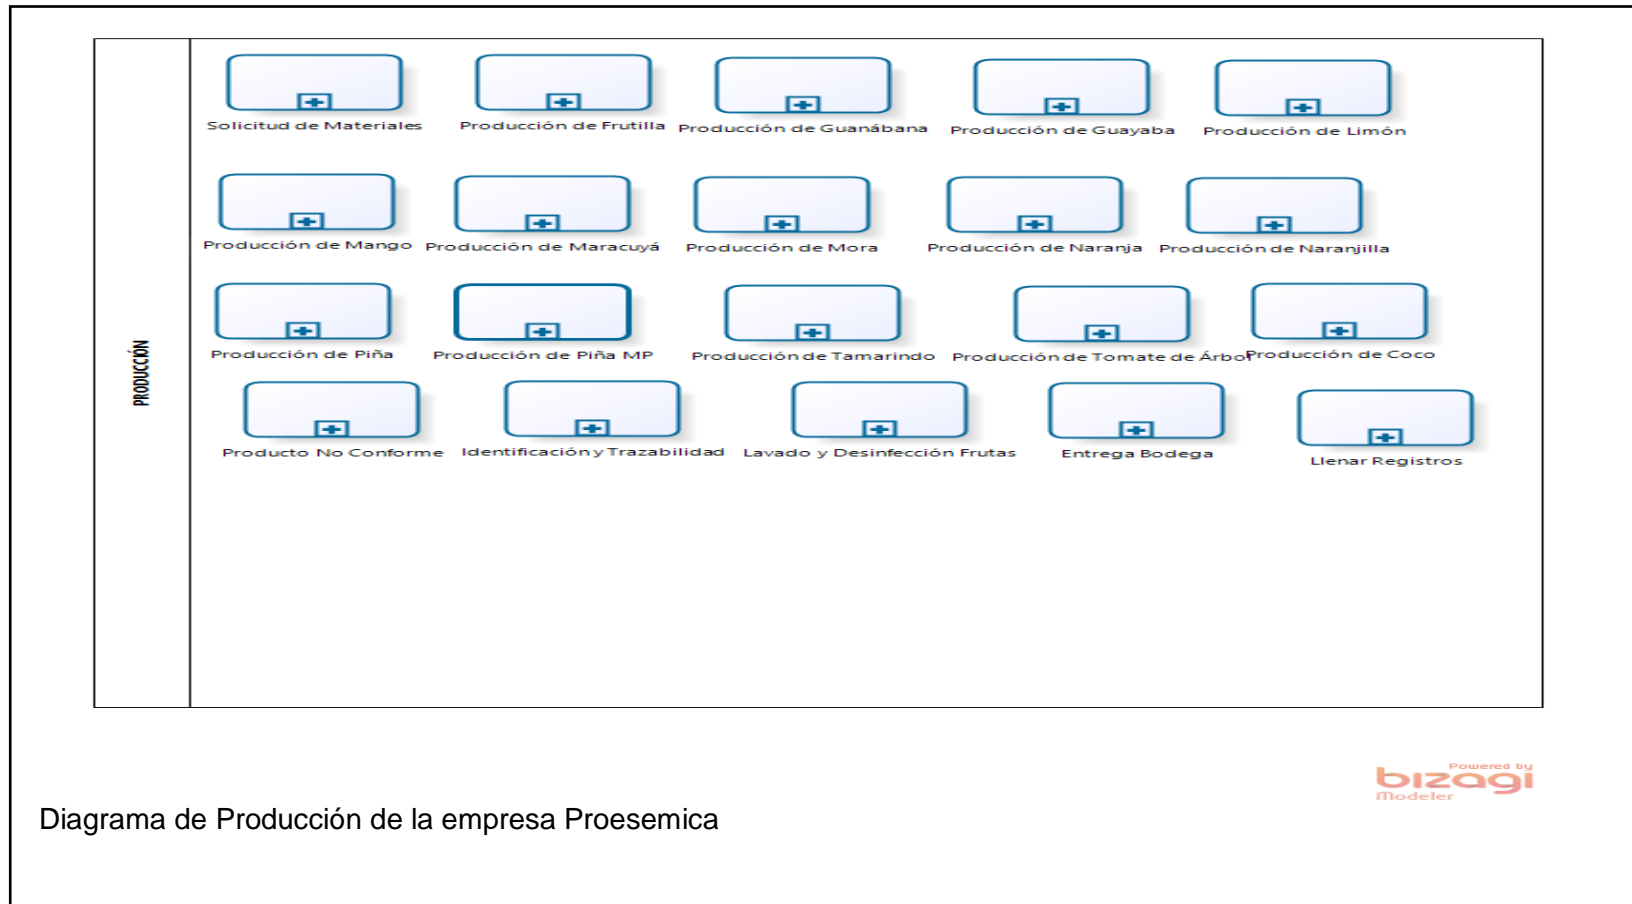 Solicitud de Materiales
Producción de Frutilla
Producción de Guanábana
Producción de Guayaba
Producción de Limón
Producción de Mango
Producción de Maracuyá
Producción de Mora
Producción de Naranja
Producción de Naranjilla
PRODUCCIÓN
Producción de Piña
Producción de Piña MP
Producción de Tamarindo
Producción de Tomate de Árbol
Producción de Coco
Producto No Conforme
Identificación y Trazabilidad
Lavado y Desinfección Frutas
Entrega Bodega
Llenar Registros
Powered by
bizagi
Modeler
Diagrama de Producción de la empresa Proesemica